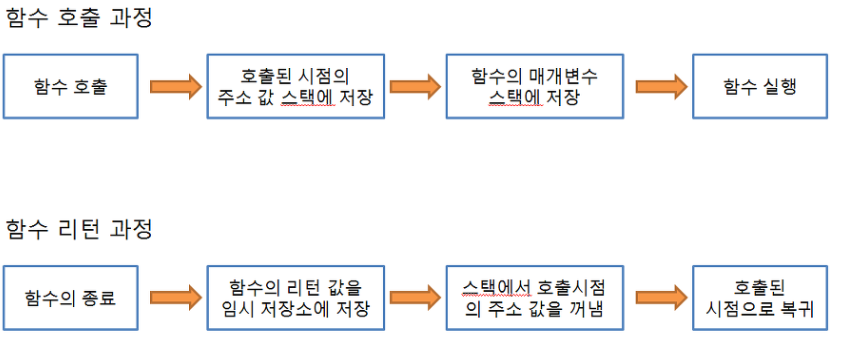 함수 호출 과정
함수 호출
호출된 시점의
주소 값 스택에 저장
함수의 매개변수
스택에 저장
함수 실행
함수 리턴 과정
함수의 종료
함수의 리턴 값을
임시 저장소에 저장
스택에서 호출시점
의 주소 값을 꺼냄
호출된
시점으로 복귀